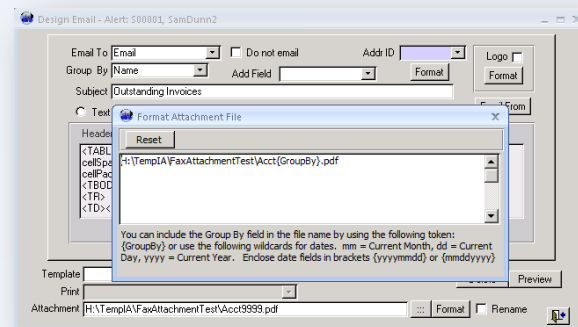 Design Email - Alert: S00001, SamDunn2
Email To Email Do not email Addr ID Logo
Group By Name Add Field Format Format
Subject Outstanding Invoices
Text From
Format Attachment File
Reset
H:\TempIA\FaxAttachmentTest\Acct{GroupBy}.pdf
You can include the Group By field in the file name by using the following token:
{GroupBy} or use the following wildcards for dates. mm = Current Month, dd = Current
Day, yyyy = Current Year. Enclose date fields in brackets {yyyymmdd} or {mmddyyyy}
Header
<TABL
cellSpa
cellPac
<TBOD
<TR>
<TD><
Template Preview
Print
Attachment H:\TempIA\FaxAttachmentTest\Acct9999.pdf ::: Format Rename